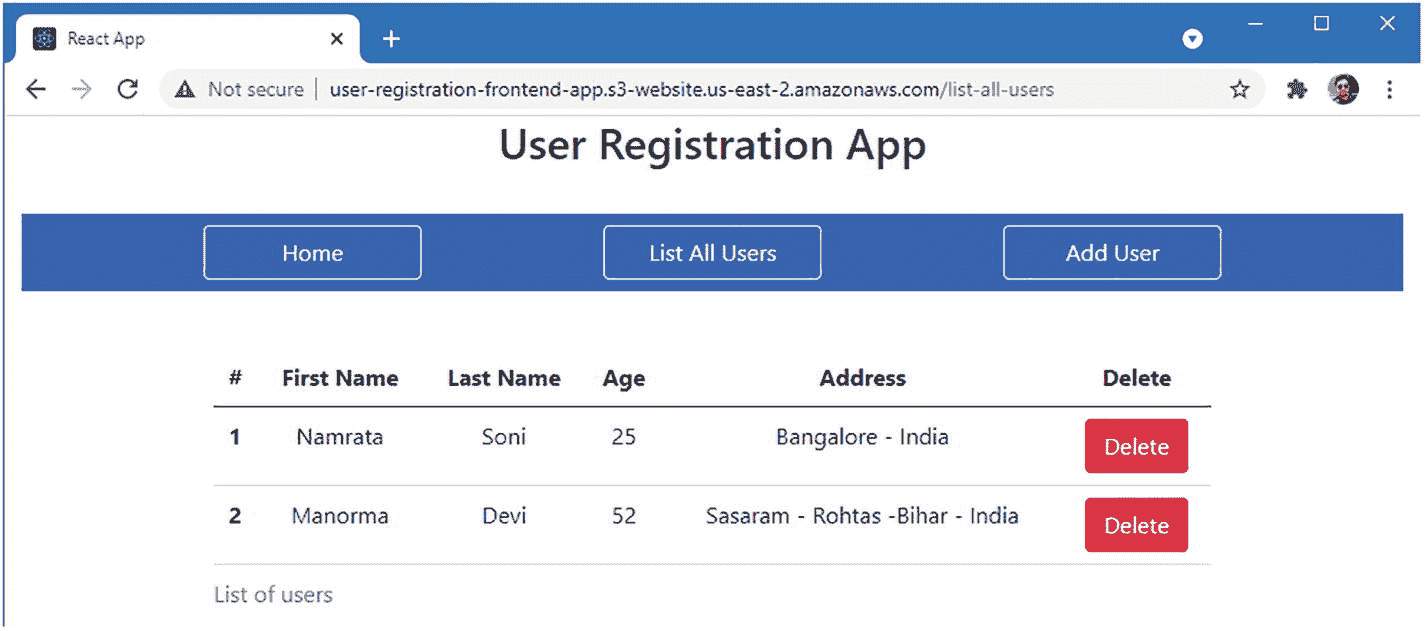 React App
Not secure | user-registration-frontend-app.s3-website.us-east-2.amazonaws.com/list-all-users
User Registration App
Home List All Users Add User
# First Name Last Name Age Address Delete
1 Namrata Soni 25 Bangalore - India Delete
2 Manorma Devi 52 Sasaram - Rohtas -Bihar - India Delete
List of users